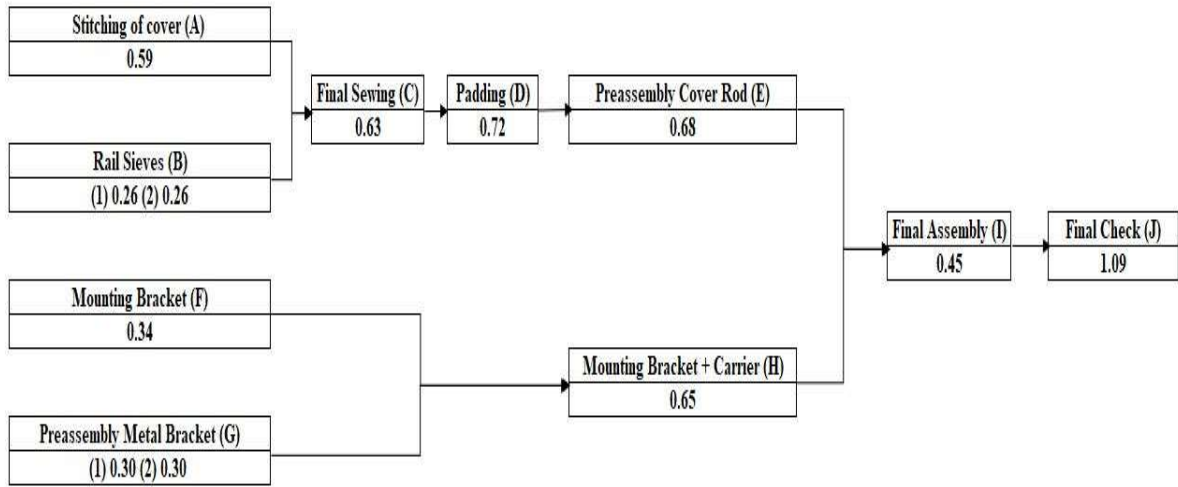 Stitching of cover (A)
0.59
Rail Sieves (B)
(1) 0.26 (2) 0.26
Final Sewing (C)
0.63
Padding (D)
0.72
Preassembly Cover Rod (E)
0.68
Mounting Bracket (F)
0.34
Preassembly Metal Bracket (G)
(1) 0.30 (2) 0.30
Mounting Bracket + Carrier (H)
0.65
Final Assembly (I)
0.45
Final Check (J)
1.09